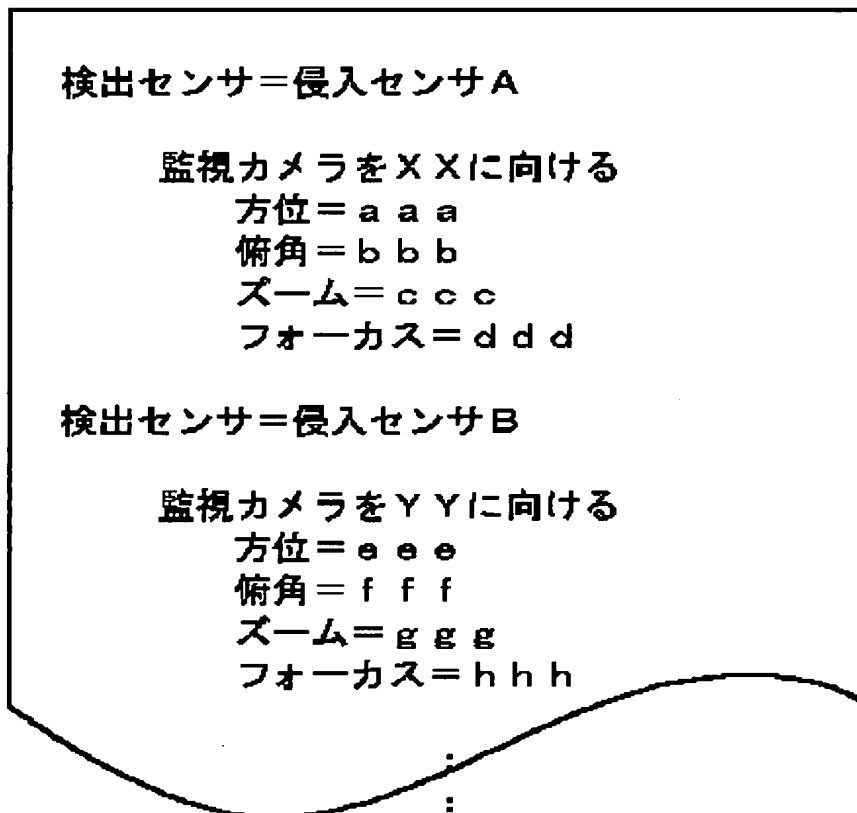 検出センサ=侵入センサA
監視カメラをXXに向ける
方位=aaa
俯角=bbb
ズーム=ccc
フォーカス=ddd
検出センサ=侵入センサB
監視カメラをYYに向ける
方位=eee
俯角=fff
ズーム=ggg
フォーカス=hhh
:
: